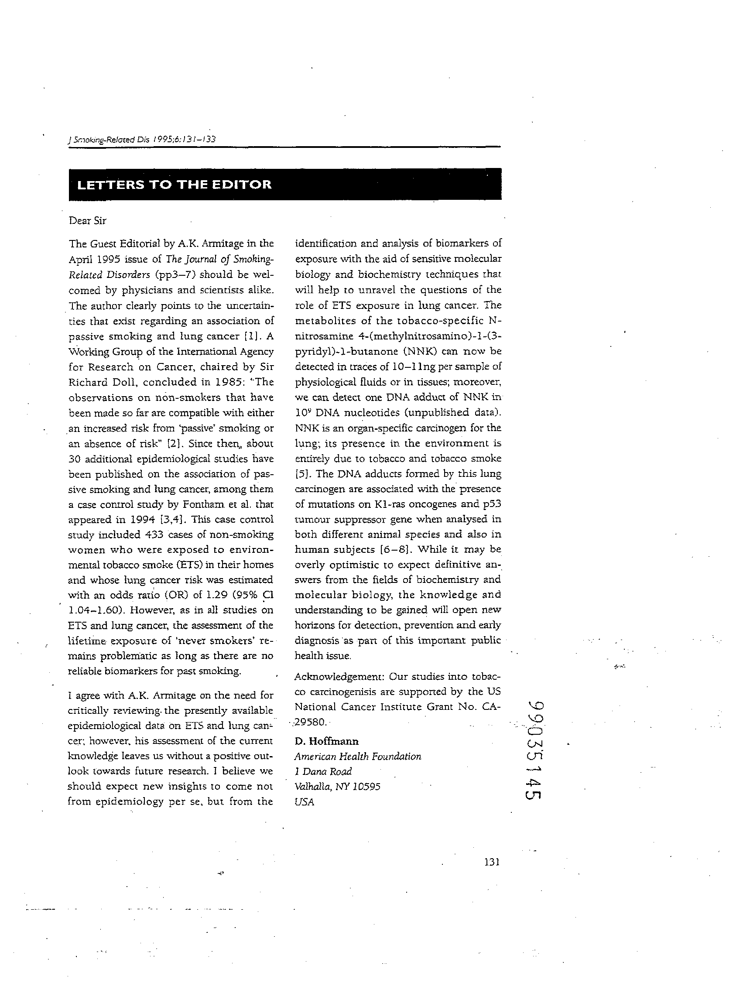 J Smoking-Related Dis 1995;6:131–133
LETTERS TO THE EDITOR
Dear Sir
The Guest Editorial by A.K. Armitage in the
April 1995 issue of The Journal of Smoking-
Related Disorders (pp3–7) should be wel-
comed by physicians and scientists alike.
The author clearly points to the uncertain-
ties that exist regarding an association of
passive smoking and lung cancer [1]. A
Working Group of the International Agency
for Research on Cancer, chaired by Sir
Richard Doll, concluded in 1985: "The
observations on non-smokers that have
been made so far are compatible with either
an increased risk from 'passive' smoking or
an absence of risk" [2]. Since then, about
30 additional epidemiological studies have
been published on the association of pas-
sive smoking and lung cancer, among them
a case control study by Fontham et al. that
appeared in 1994 [3,4]. This case control
study included 433 cases of non-smoking
women who were exposed to environ-
mental tobacco smoke (ETS) in their homes
and whose lung cancer risk was estimated
with an odds ratio (OR) of 1.29 (95% CI
1.04–1.60). However, as in all studies on
ETS and lung cancer, the assessment of the
lifetime exposure of 'never smokers' re-
mains problematic as long as there are no
reliable biomarkers for past smoking.
I agree with A.K. Armitage on the need for
critically reviewing the presently available
epidemiological data on ETS and lung can-
cer; however, his assessment of the current
knowledge leaves us without a positive out-
look towards future research. I believe we
should expect new insights to come not
from epidemiology per se, but from the
identification and analysis of biomarkers of
exposure with the aid of sensitive molecular
biology and biochemistry techniques that
will help to unravel the questions of the
role of ETS exposure in lung cancer. The
metabolites of the tobacco-specific N-
nitrosamine 4-(methylnitrosamino)-1-(3-
pyridyl)-1-butanone (NNK) can now be
detected in traces of 10–11ng per sample of
physiological fluids or in tissues; moreover,
we can detect one DNA adduct of NNK in
10⁹ DNA nucleotides (unpublished data).
NNK is an organ-specific carcinogen for the
lung; its presence in the environment is
entirely due to tobacco and tobacco smoke
[5]. The DNA adducts formed by this lung
carcinogen are associated with the presence
of mutations on K1-ras oncogenes and p53
tumour suppressor gene when analysed in
both different animal species and also in
human subjects [6–8]. While it may be
overly optimistic to expect definitive an-
swers from the fields of biochemistry and
molecular biology, the knowledge and
understanding to be gained will open new
horizons for detection, prevention and early
diagnosis as part of this important public
health issue.
Acknowledgement: Our studies into tobac-
co carcinogenisis are supported by the US
National Cancer Institute Grant No. CA-
29580.
D. Hoffmann
American Health Foundation
1 Dana Road
Valhalla, NY 10595
USA
99035145
131